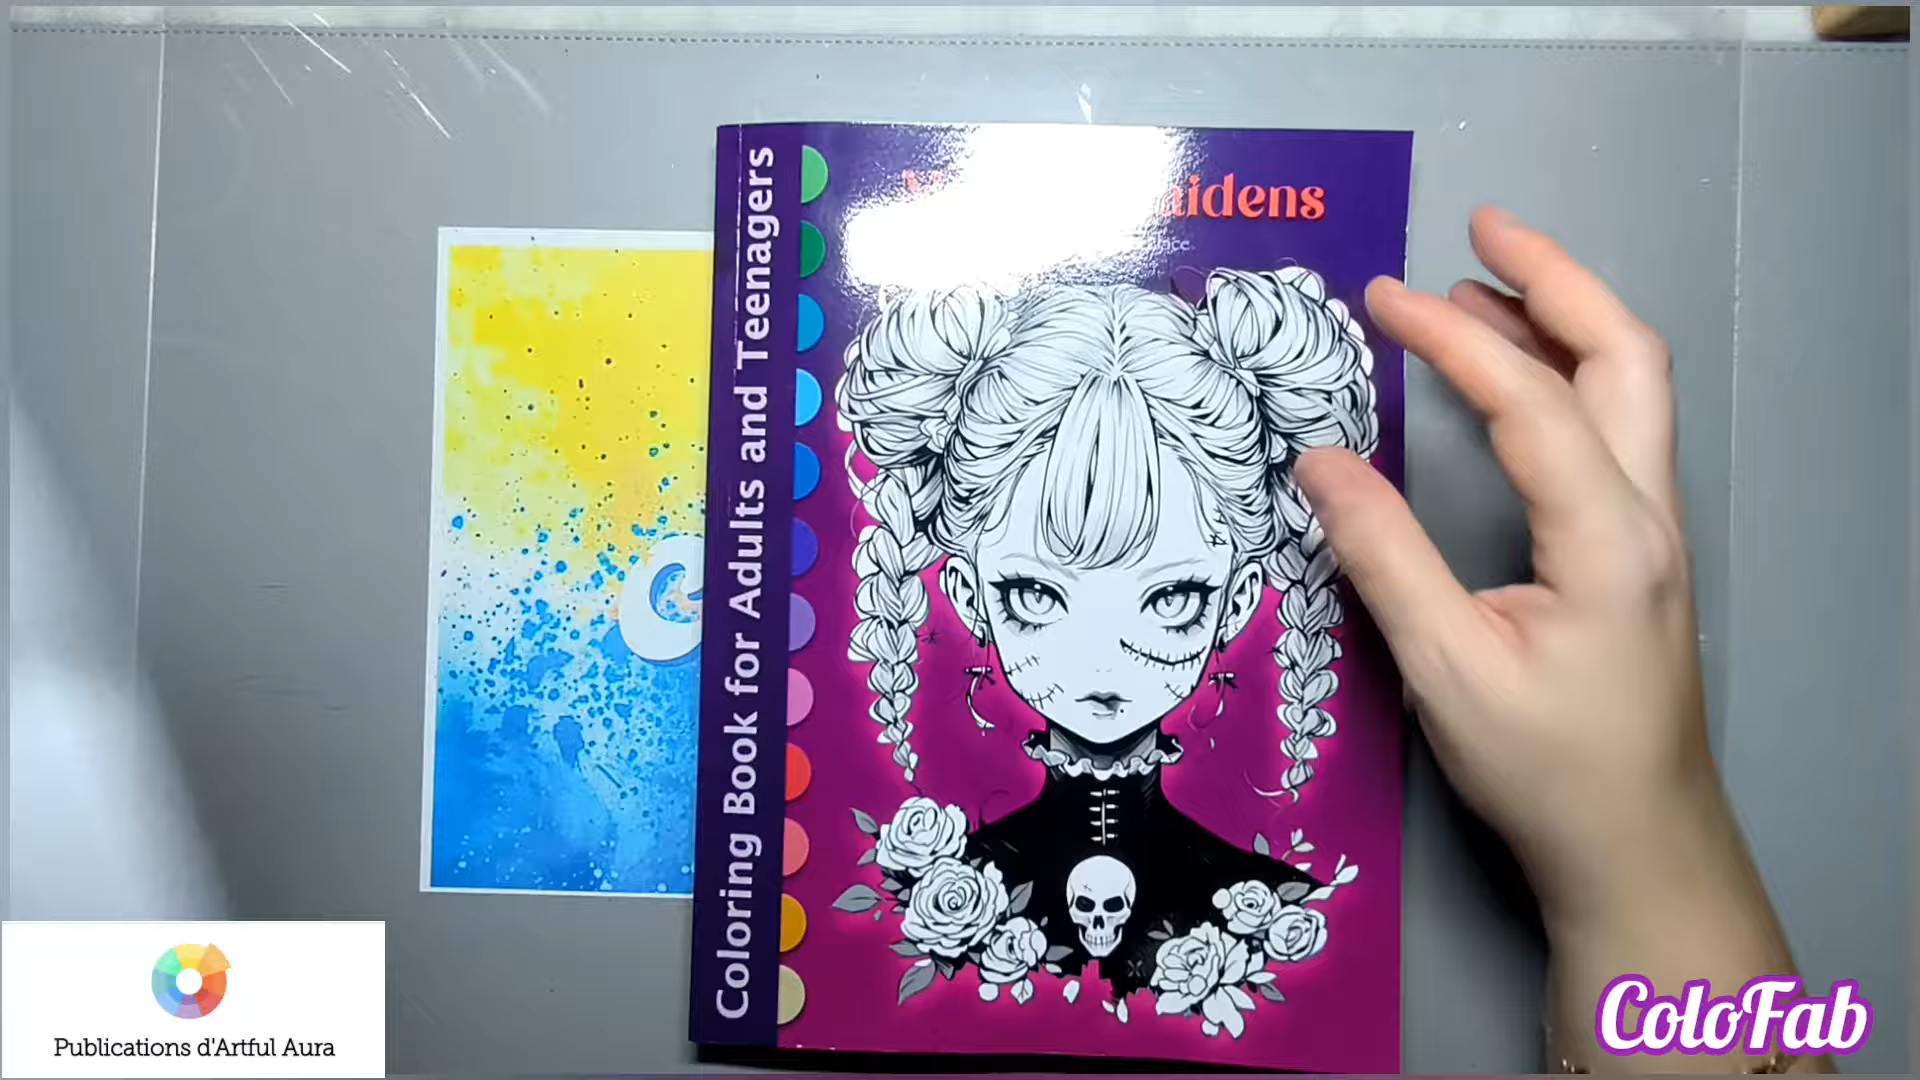 Coloring Book for Adults and Teenagers
aidens
Publications d'Artful Aura
ColoFab